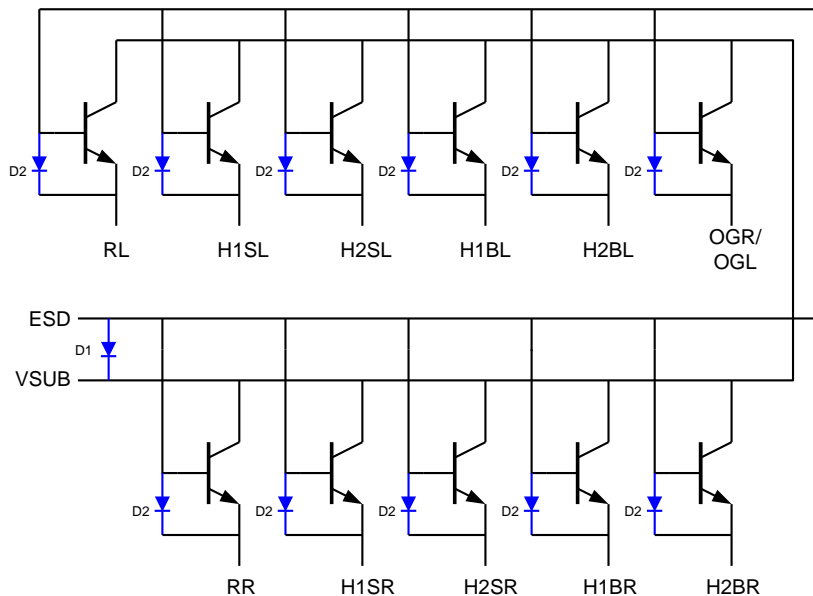 D2 D2 D2 D2 D2 D2
RL H1SL H2SL H1BL H2BL OGR/
OGL
ESD
D1
VSUB
D2 D2 D2 D2 D2
RR H1SR H2SR H1BR H2BR